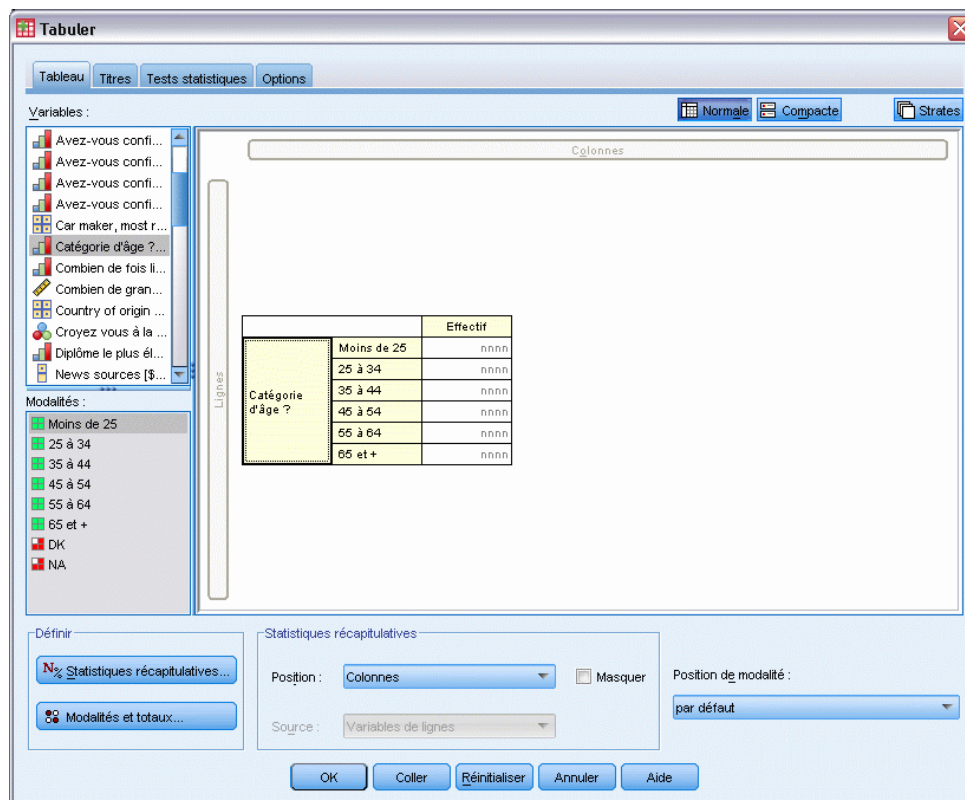 Tabuler
Tableau
Titres
Tests statistiques
Options
Variables :
Normale
Compacte
Strates
Avez-vous confi...
Avez-vous confi...
Avez-vous confi...
Avez-vous confi...
Car maker, most r...
Catégorie d'âge ?...
Combien de fois li...
Combien de gran...
Country of origin ...
Croyez vous à la ...
Diplôme le plus él...
News sources [$...
Modalités :
Moins de 25
25 à 34
35 à 44
45 à 54
55 à 64
65 et +
DK
NA
Colonnes
Lignes
Effectif
Catégorie
d'âge ?
Moins de 25 nnnn
25 à 34 nnnn
35 à 44 nnnn
45 à 54 nnnn
55 à 64 nnnn
65 et + nnnn
Définir
N% Statistiques récapitulatives...
Modalités et totaux...
Statistiques récapitulatives
Position : Colonnes
Masquer
Source : Variables de lignes
Position de modalité :
par défaut
OK
Coller
Réinitialiser
Annuler
Aide